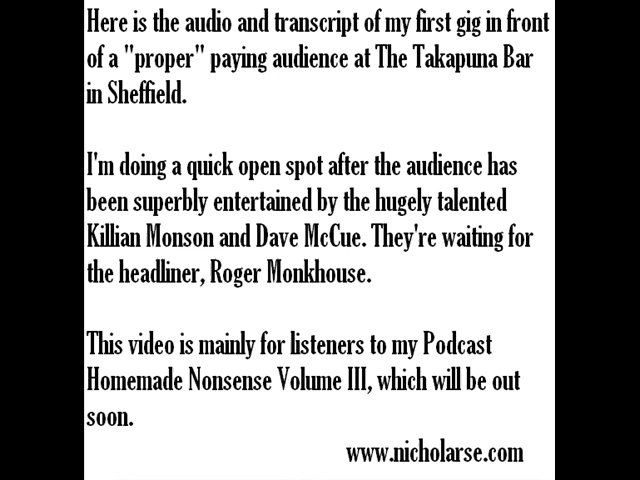 Here is the audio and transcript of my first gig in front
of a "proper" paying audience at The Takapuna Bar
in Sheffield.
I'm doing a quick open spot after the audience has
been superbly entertained by the hugely talented
Killian Monson and Dave McCue. They're waiting for
the headliner, Roger Monkhouse.
This video is mainly for listeners to my Podcast
Homemade Nonsense Volume III, which will be out
soon.
www.nicholarse.com